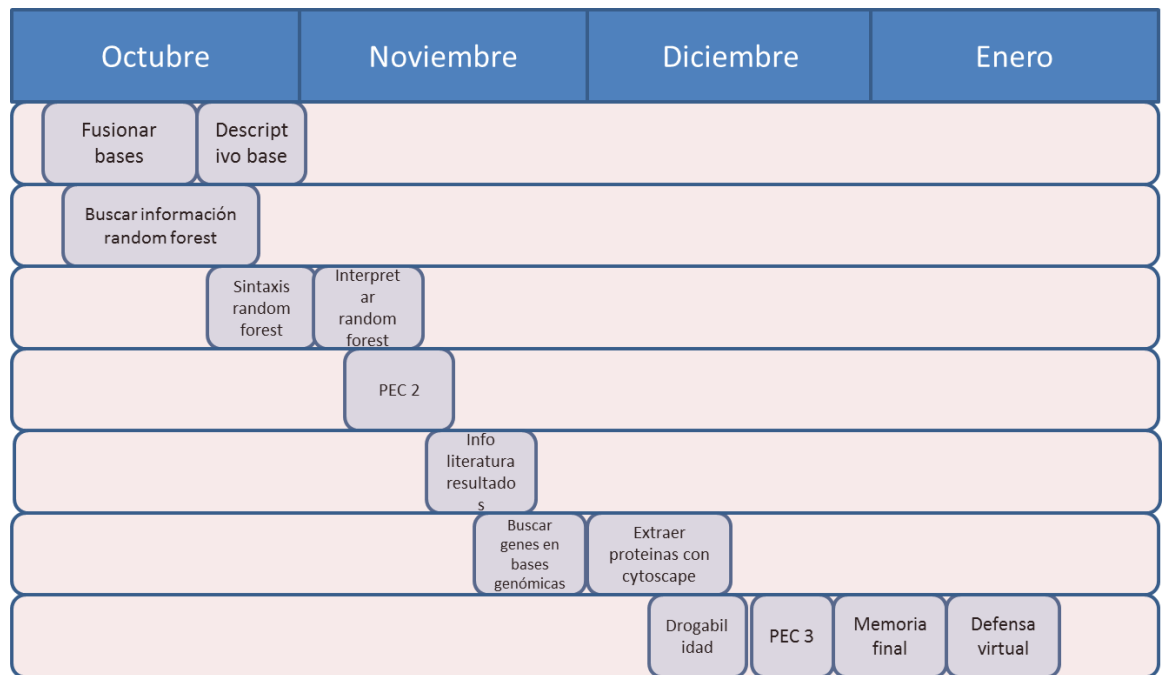 Octubre
Noviembre
Diciembre
Enero
Fusionar
bases
Descript
ivo base
Buscar información
random forest
Sintaxis
random
forest
Interpret
ar
random
forest
PEC 2
Info
literatura
resultado
s
Buscar
genes en
bases
genómicas
Extraer
proteinas con
cytoscape
Drogabil
idad
PEC 3
Memoria
final
Defensa
virtual